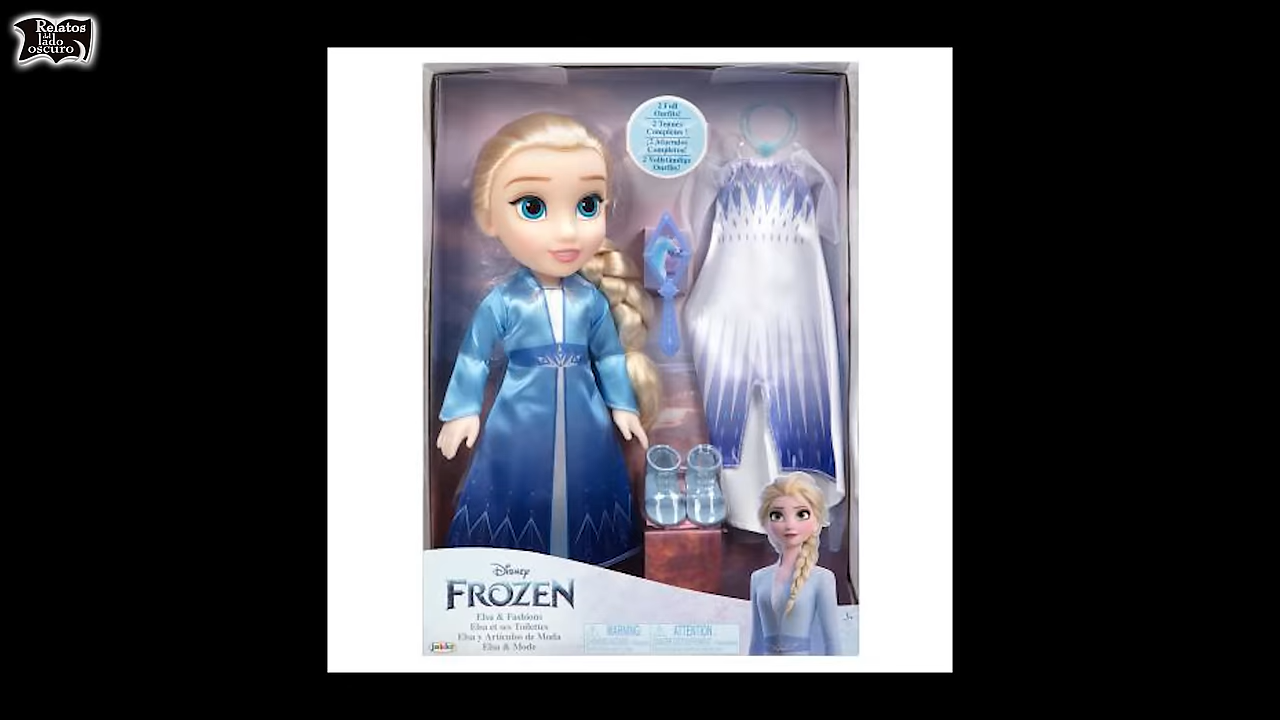 Relatos
del
lado
oscuro
2 Full
Outfits!
2 Tenues
Complètes !
¡2 Atuendos
Completos!
2 Vollständige
Outfits!
Disney
FROZEN
Elsa & Fashions
Elsa et ses Toilettes
Elsa y Artículos de Moda
Elsa & Mode
WARNING:
ATTENTION
3+